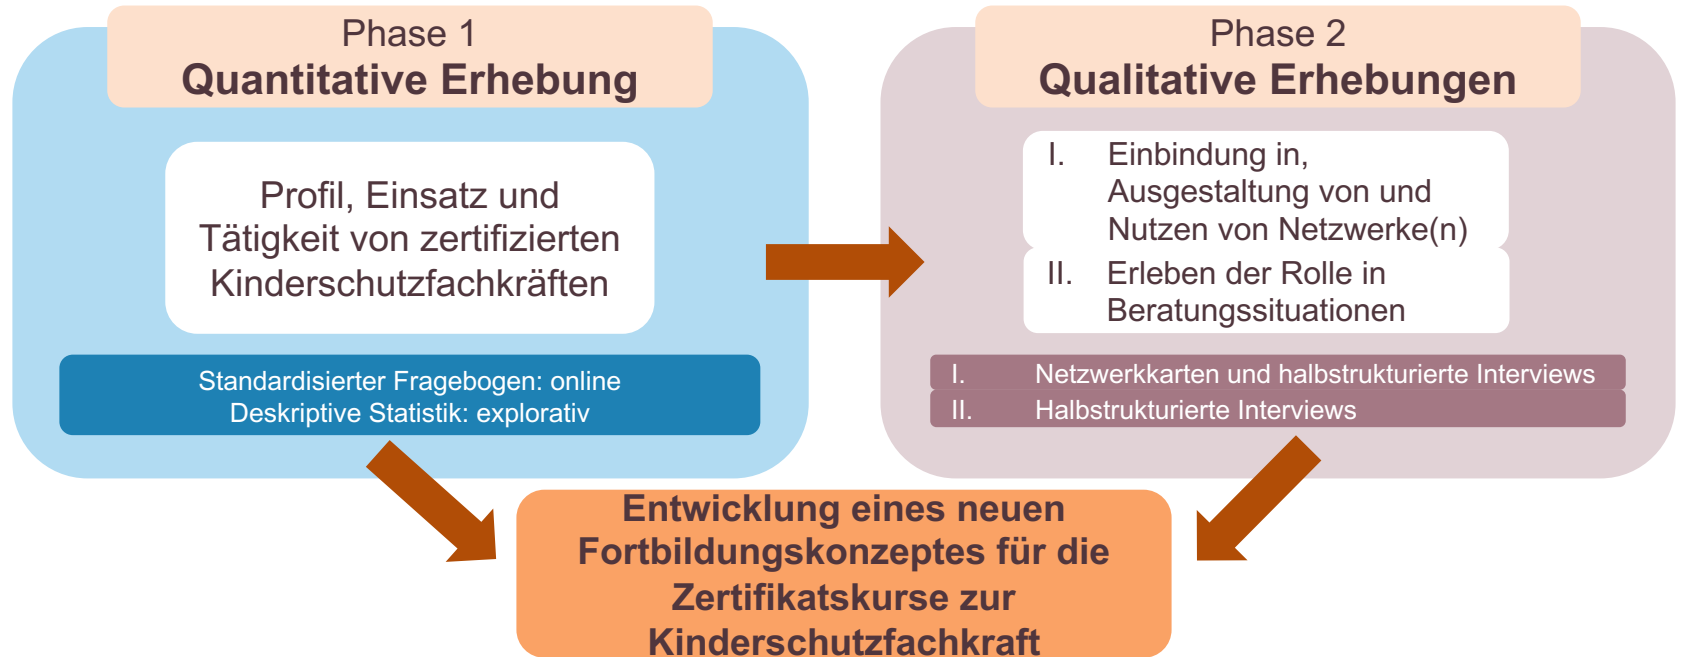 Phase 1
Quantitative Erhebung
Profil, Einsatz und
Tätigkeit von zertifizierten
Kinderschutzfachkräften
Standardisierter Fragebogen: online
Deskriptive Statistik: explorativ
Phase 2
Qualitative Erhebungen
I. Einbindung in,
Ausgestaltung von und
Nutzen von Netzwerke(n)
II. Erleben der Rolle in
Beratungssituationen
I. Netzwerkkarten und halbstrukturierte Interviews
II. Halbstrukturierte Interviews
Entwicklung eines neuen
Fortbildungskonzeptes für die
Zertifikatskurse zur
Kinderschutzfachkraft